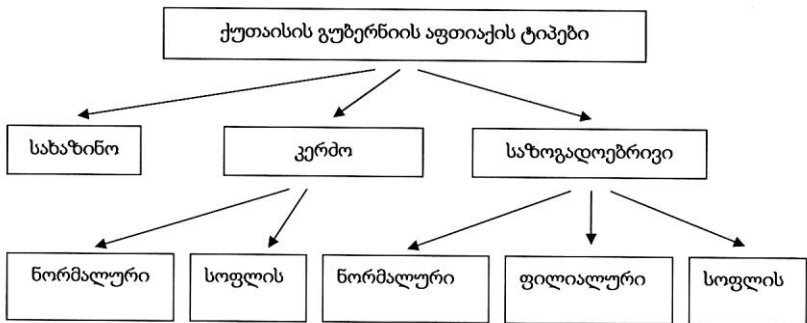 ქუთაისის გუბერნიის აფთიაქის ტიპები
სახაზინო
კერძო
საზოგადოებრივი
ნორმალური
სოფლის
ნორმალური
ფილიალური
სოფლის